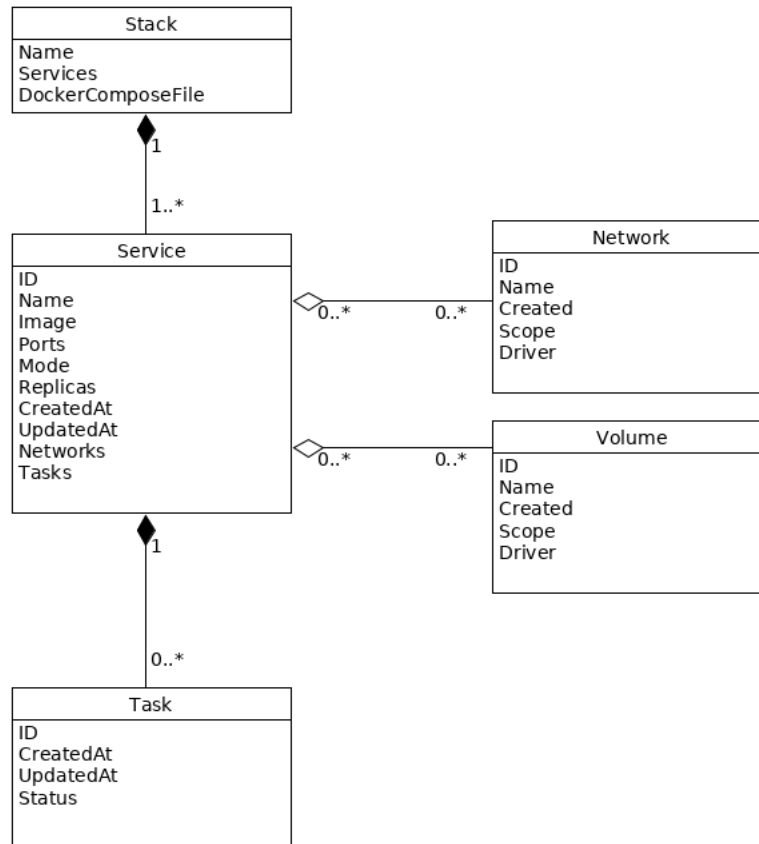 Stack
Name
Services
DockerComposeFile
1
1..*
Service
ID
Name
Image
Ports
Mode
Replicas
CreatedAt
UpdatedAt
Networks
Tasks
0..*
0..*
Network
ID
Name
Created
Scope
Driver
0..*
0..*
Volume
ID
Name
Created
Scope
Driver
1
0..*
Task
ID
CreatedAt
UpdatedAt
Status